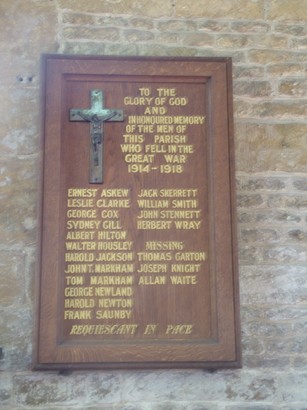 TO THE
GLORY OF GOD
AND
IN HONOURED MEMORY
OF THE MEN OF
THIS PARISH
WHO FELL IN THE
GREAT WAR
1914-1918
ERNEST ASKEW
LESLIE CLARKE
GEORGE COX
SYDNEY GILL
ALBERT HILTON
WALTER HOUSLEY
HAROLD JACKSON
JOHN T. MARKHAM
TOM MARKHAM
GEORGE NEWLAND
HAROLD NEWTON
FRANK SAUNBY
JACK SKERRETT
WILLIAM SMITH
JOHN STENNETT
HERBERT WRAY
MISSING
THOMAS GARTON
JOSEPH KNIGHT
ALLAN WAITE
REQUIESCANT IN PACE